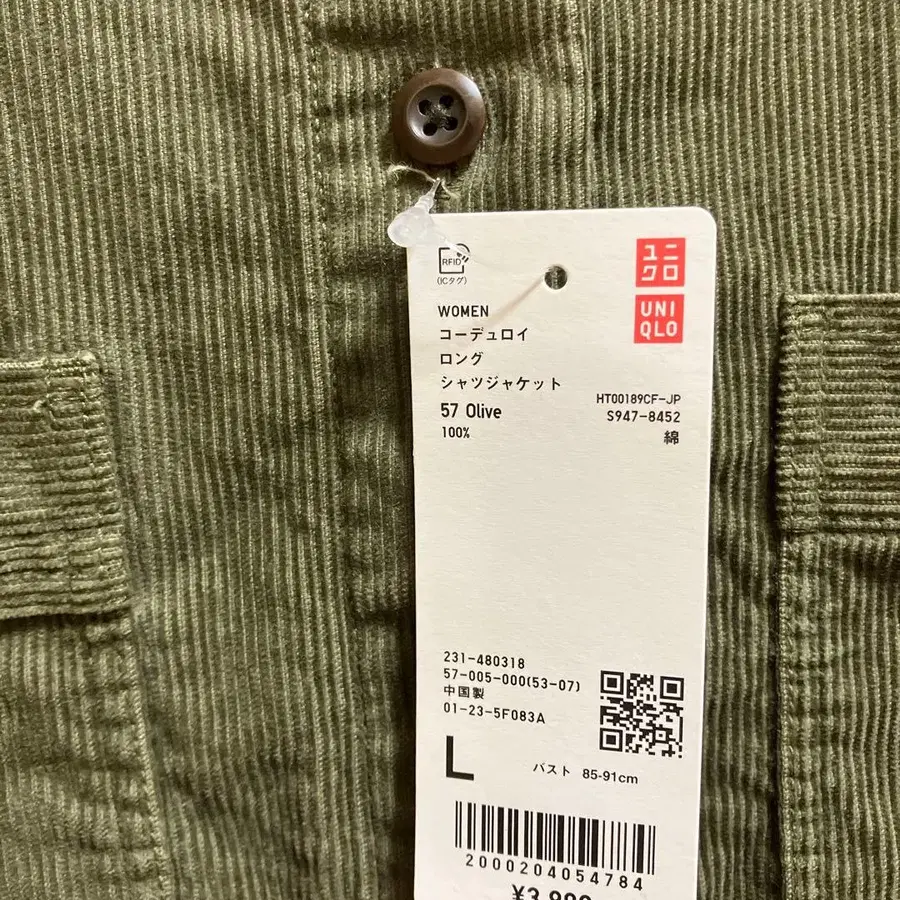 RFID
(ICタグ)
ユニ
クロ
UNI
QLO
WOMEN
コーデュロイ
ロング
シャツジャケット
57 Olive
HT00189CF-JP
S947-8452
100%
綿
231-480318
57-005-000(53-07)
中国製
01-23-5F083A
L
バスト 85-91cm
2000204054784